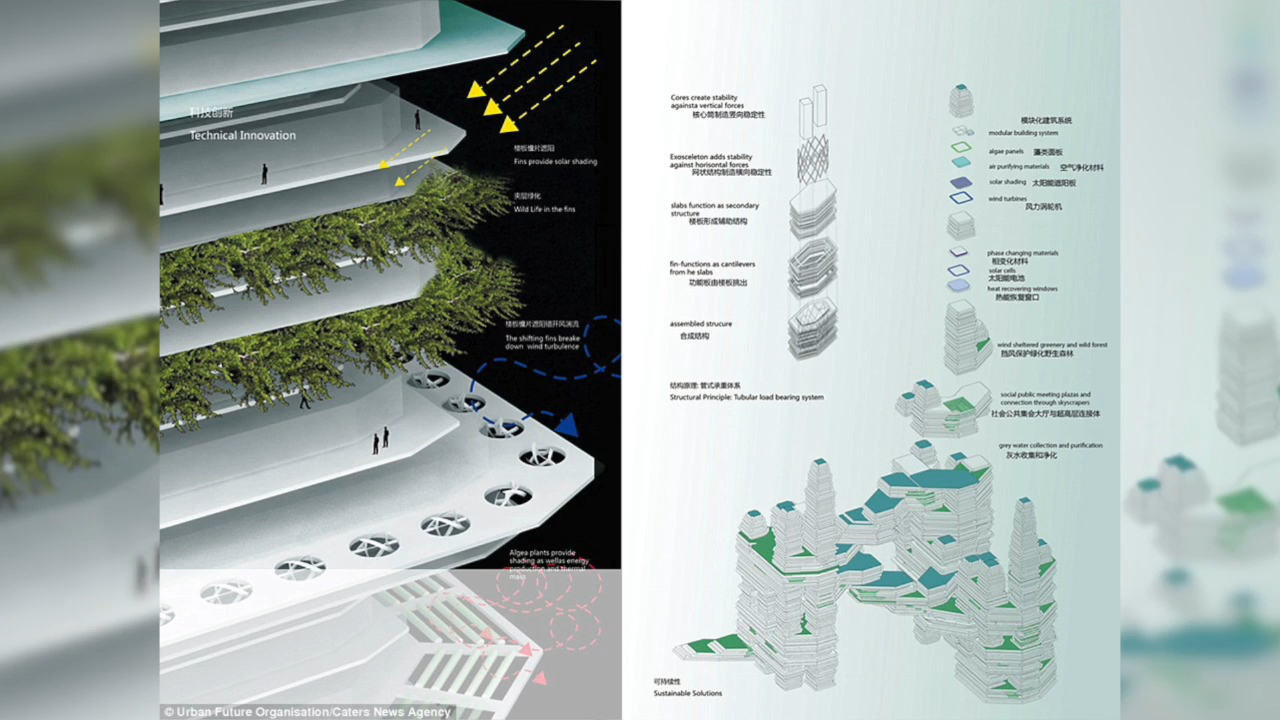 科技创新
Technical Innovation
楼板檐片遮阳
Fins provide solar shading
夹层绿化
Wild Life in the fins
楼板檐片遮阳错开风湍流
The shifting fins breake
down wind turbulence
Algea plants provide
shading as wellas energy
production and thermal
mass
© Urban Future Organisation/Caters News Agency
Cores create stability
againsta vertical forces
核心筒制造竖向稳定性
Exosceleton adds stability
against horisontal forces
网状结构制造横向稳定性
slabs function as secondary
structure
楼板形成辅助结构
fin-functions as cantilevers
from he slabs
功能板由楼板挑出
assembled strucure
合成结构
结构原理: 管式承重体系
Structural Principle: Tubular load bearing system
模块化建筑系统
modular building system
algae panels 藻类面板
air purifying materials 空气净化材料
solar shading 太阳能遮阳板
wind turbines
风力涡轮机
phase changing materials
相变化材料
solar cells
太阳能电池
heat recovering windows
热能恢复窗口
wind sheltered greenery and wild forest
挡风保护绿化野生森林
social public meeting plazas and
connection through skyscrapers
社会公共集会大厅与超高层连接体
grey water collection and purification
灰水收集和净化
可持续性
Sustainable Solutions